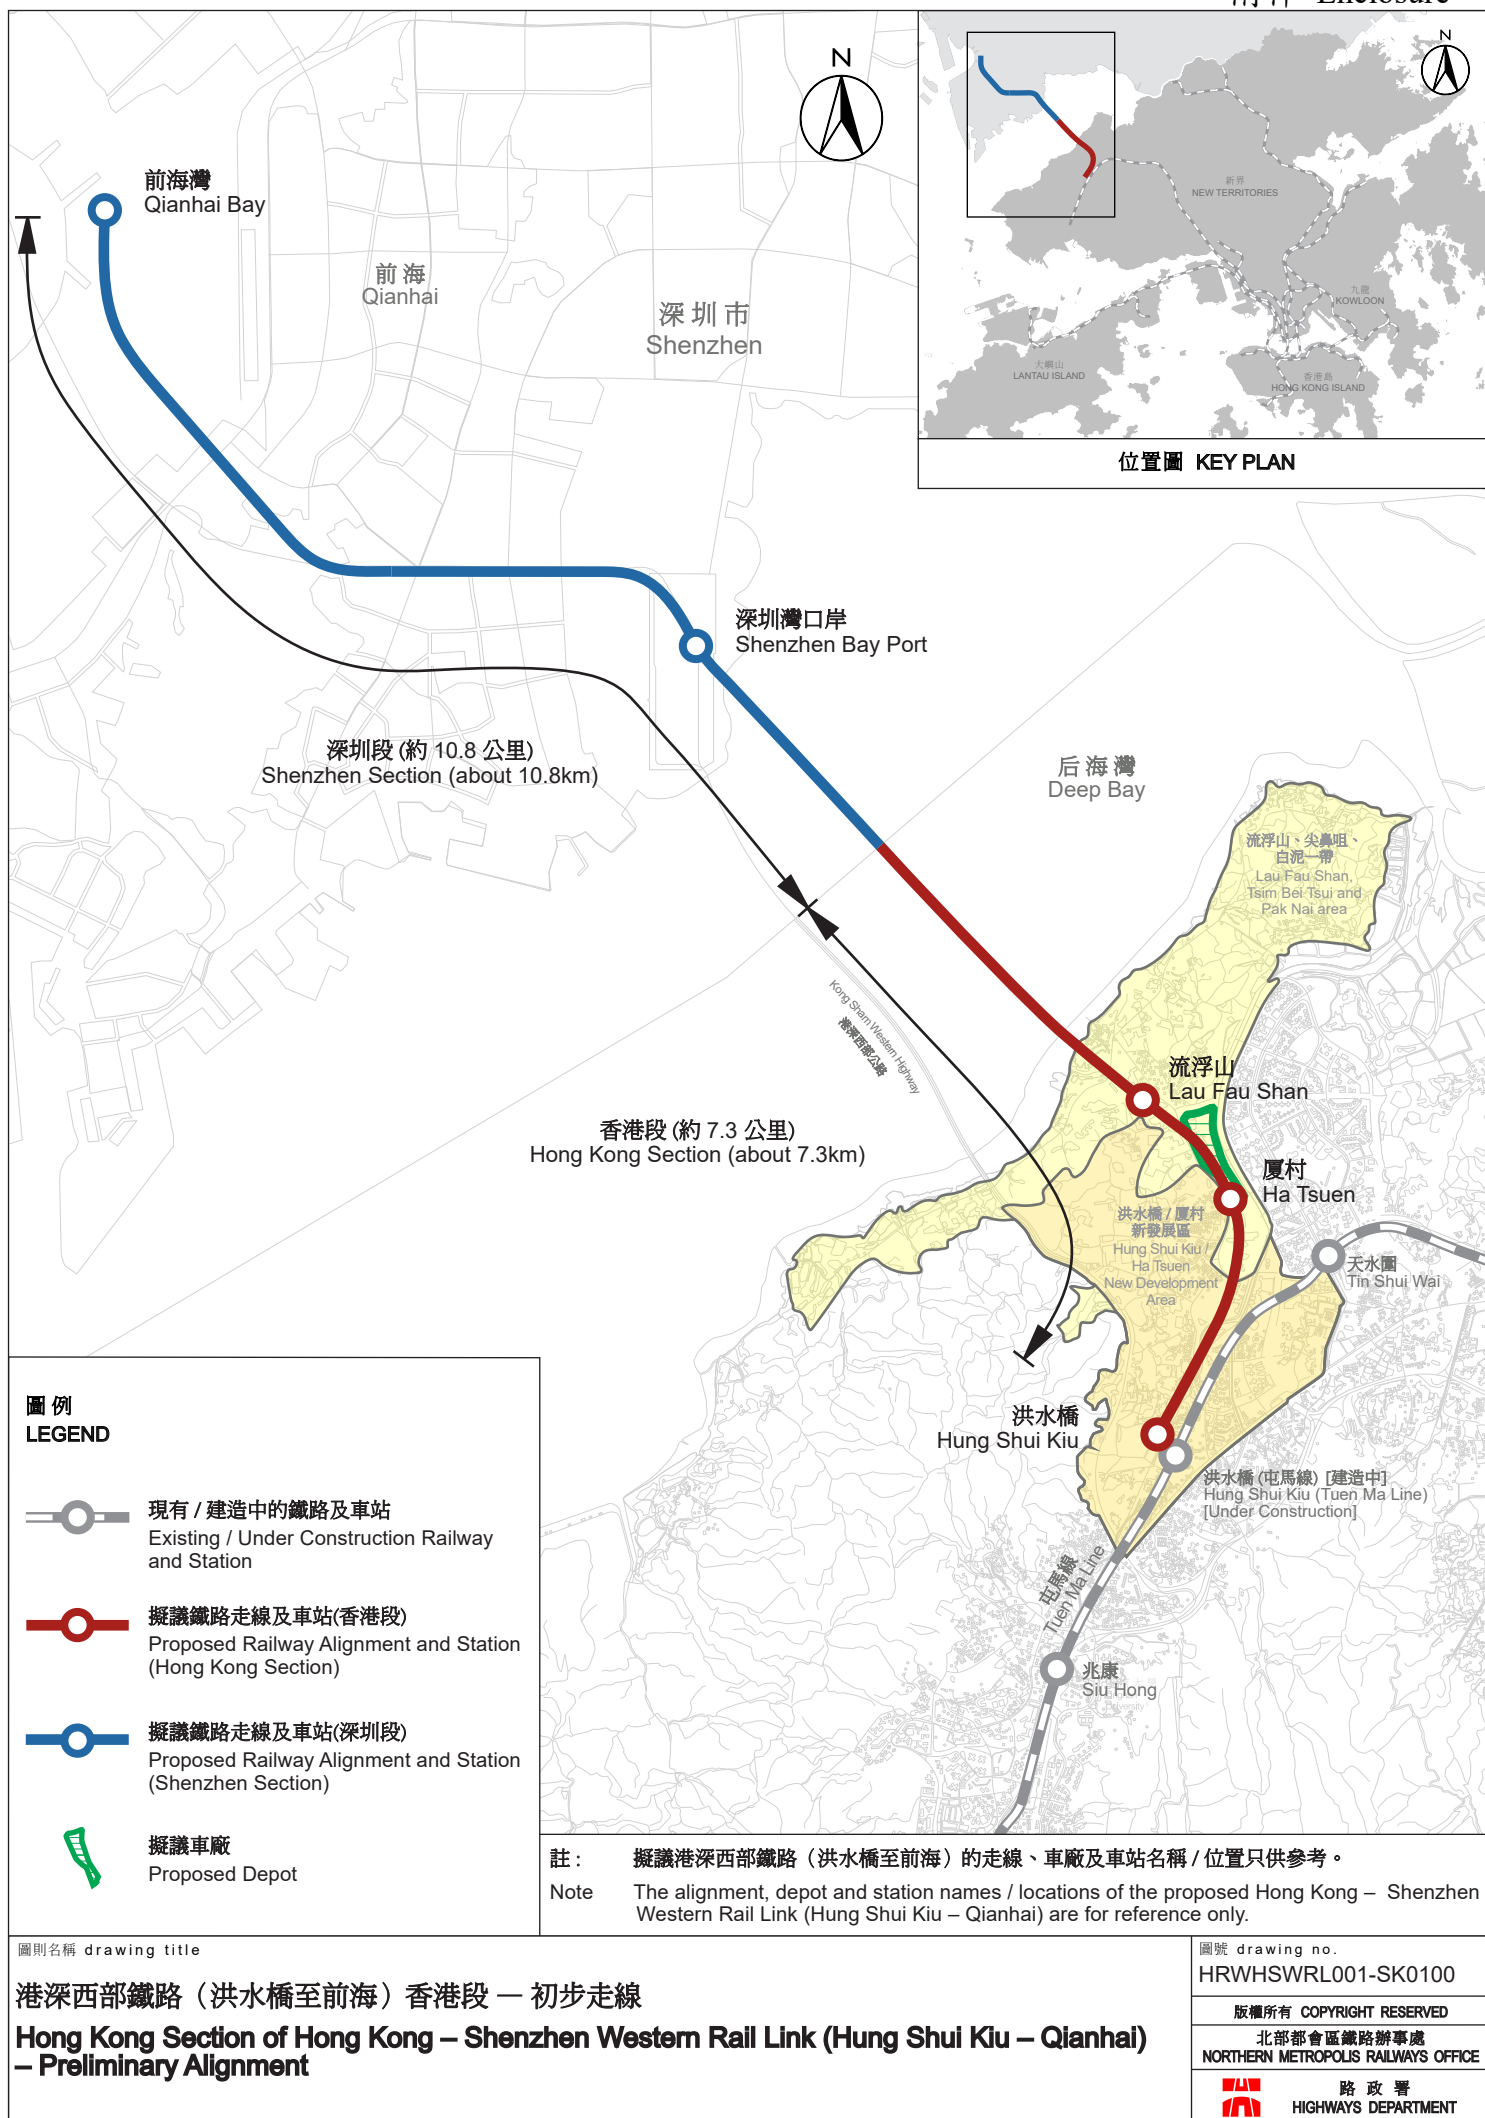 附件 Enclosure
N
前海灣
Qianhai Bay
前海
Qianhai
深圳市
Shenzhen
N
新界
NEW TERRITORIES
九龍
KOWLOON
大嶼山
LANTAU ISLAND
香港島
HONG KONG ISLAND
位置圖 KEY PLAN
深圳灣口岸
Shenzhen Bay Port
深圳段 (約 10.8 公里)
Shenzhen Section (about 10.8km)
后海灣
Deep Bay
流浮山、尖鼻咀、
白泥一帶
Lau Fau Shan,
Tsim Bei Tsui and
Pak Nai area
Kong Sham Western Highway
港深西部公路
流浮山
Lau Fau Shan
香港段 (約 7.3 公里)
Hong Kong Section (about 7.3km)
厦村
Ha Tsuen
洪水橋 / 厦村
新發展區
Hung Shui Kiu /
Ha Tsuen
New Development
Area
天水圍
Tin Shui Wai
洪水橋
Hung Shui Kiu
洪水橋 (屯馬線) [建造中]
Hung Shui Kiu (Tuen Ma Line)
[Under Construction]
屯馬線
Tuen Ma Line
兆康
Siu Hong
圖例
LEGEND
現有 / 建造中的鐵路及車站
Existing / Under Construction Railway
and Station
擬議鐵路走線及車站(香港段)
Proposed Railway Alignment and Station
(Hong Kong Section)
擬議鐵路走線及車站(深圳段)
Proposed Railway Alignment and Station
(Shenzhen Section)
擬議車廠
Proposed Depot
註 : 擬議港深西部鐵路（洪水橋至前海）的走線、車廠及車站名稱 / 位置只供參考。
Note The alignment, depot and station names / locations of the proposed Hong Kong – Shenzhen
Western Rail Link (Hung Shui Kiu – Qianhai) are for reference only.
圖則名稱 drawing title
港深西部鐵路（洪水橋至前海）香港段 — 初步走線
Hong Kong Section of Hong Kong – Shenzhen Western Rail Link (Hung Shui Kiu – Qianhai)
– Preliminary Alignment
圖號 drawing no.
HRWHSWRL001-SK0100
版權所有 COPYRIGHT RESERVED
北部都會區鐵路辦事處
NORTHERN METROPOLIS RAILWAYS OFFICE
路政署
HIGHWAYS DEPARTMENT